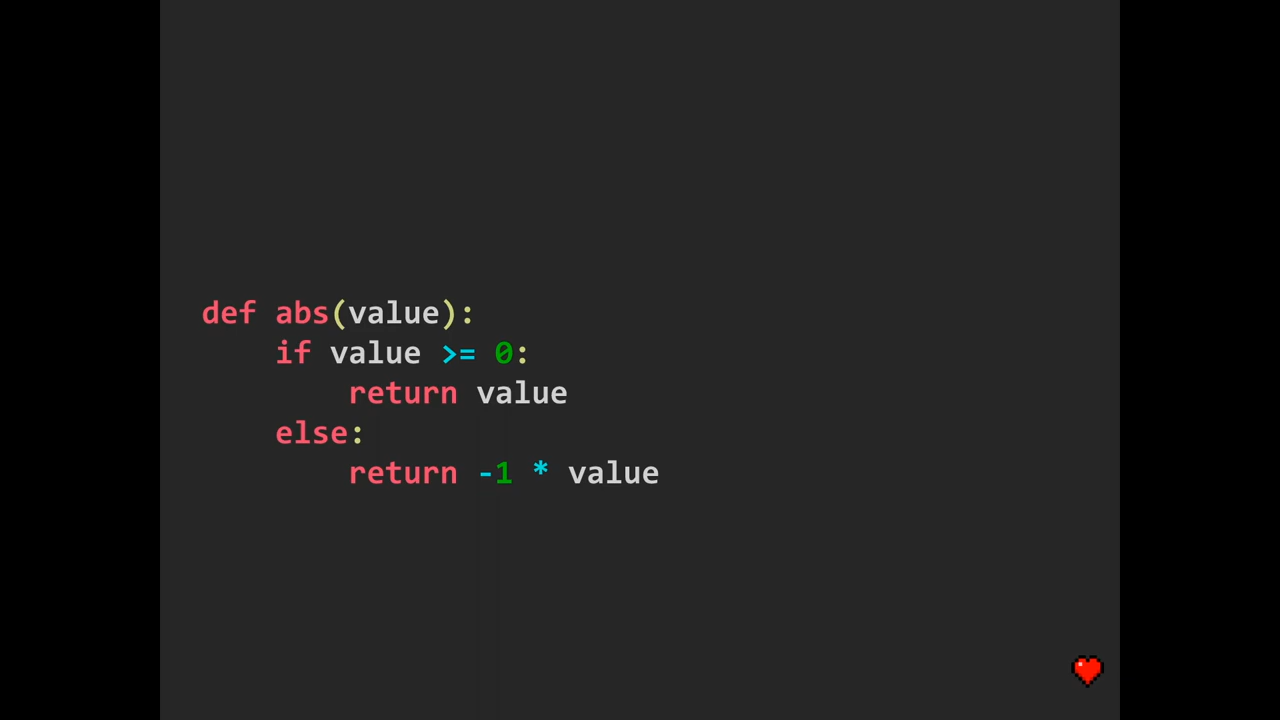 def abs(value):
    if value >= 0:
        return value
    else:
        return -1 * value